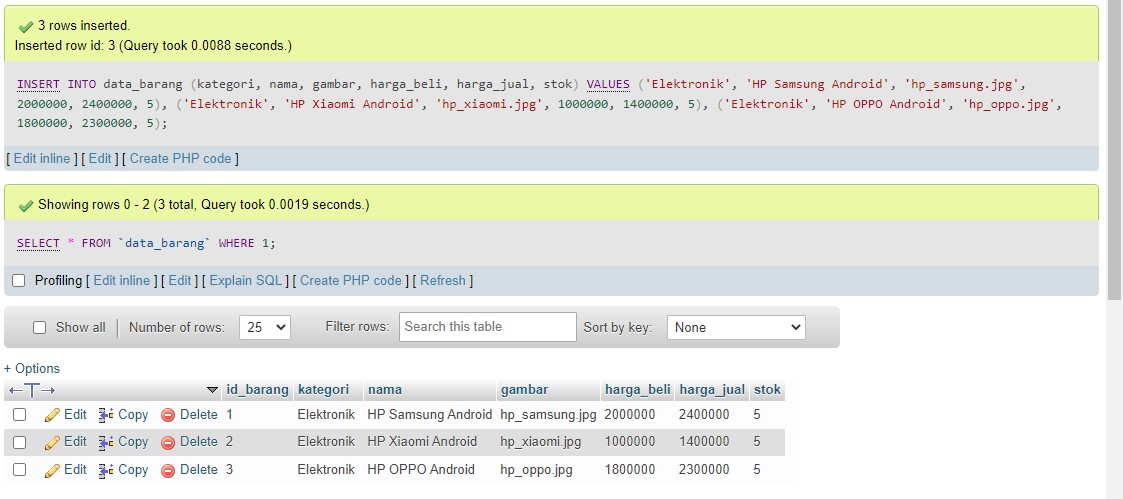 3 rows inserted.
Inserted row id: 3 (Query took 0.0088 seconds.)
INSERT INTO data_barang (kategori, nama, gambar, harga_beli, harga_jual, stok) VALUES ('Elektronik', 'HP Samsung Android', 'hp_samsung.jpg',
2000000, 2400000, 5), ('Elektronik', 'HP Xiaomi Android', 'hp_xiaomi.jpg', 1000000, 1400000, 5), ('Elektronik', 'HP OPPO Android', 'hp_oppo.jpg',
1800000, 2300000, 5);
[ Edit inline ] [ Edit ] [ Create PHP code ]
Showing rows 0 - 2 (3 total, Query took 0.0019 seconds.)
SELECT * FROM `data_barang` WHERE 1;
Profiling [ Edit inline ] [ Edit ] [ Explain SQL ] [ Create PHP code ] [ Refresh ]
Show all Number of rows: 25 Filter rows: Search this table Sort by key: None
+ Options
id_barang kategori nama gambar harga_beli harga_jual stok
Edit Copy Delete 1 Elektronik HP Samsung Android hp_samsung.jpg 2000000 2400000 5
Edit Copy Delete 2 Elektronik HP Xiaomi Android hp_xiaomi.jpg 1000000 1400000 5
Edit Copy Delete 3 Elektronik HP OPPO Android hp_oppo.jpg 1800000 2300000 5